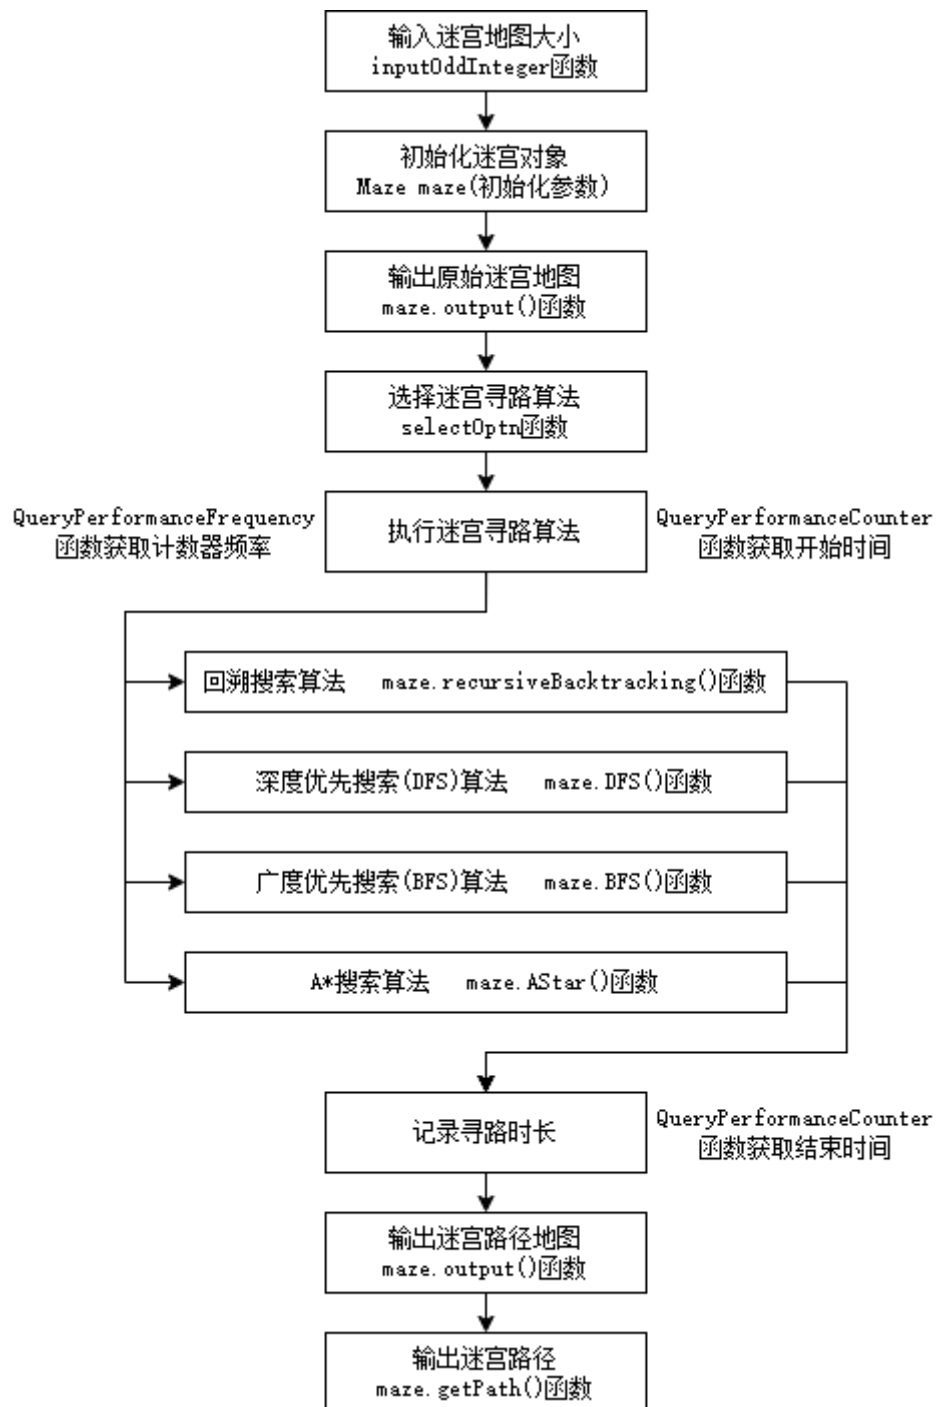 输入迷宫地图大小
inputOddInteger函数
初始化迷宫对象
Maze maze(初始化参数)
输出原始迷宫地图
maze.output()函数
选择迷宫寻路算法
selectOptn函数
QueryPerformanceFrequency
函数获取计数器频率
执行迷宫寻路算法
QueryPerformanceCounter
函数获取开始时间
回溯搜索算法 maze.recursiveBacktracking()函数
深度优先搜索(DFS)算法 maze.DFS()函数
广度优先搜索(BFS)算法 maze.BFS()函数
A*搜索算法 maze.AStar()函数
记录寻路时长
QueryPerformanceCounter
函数获取结束时间
输出迷宫路径地图
maze.output()函数
输出迷宫路径
maze.getPath()函数